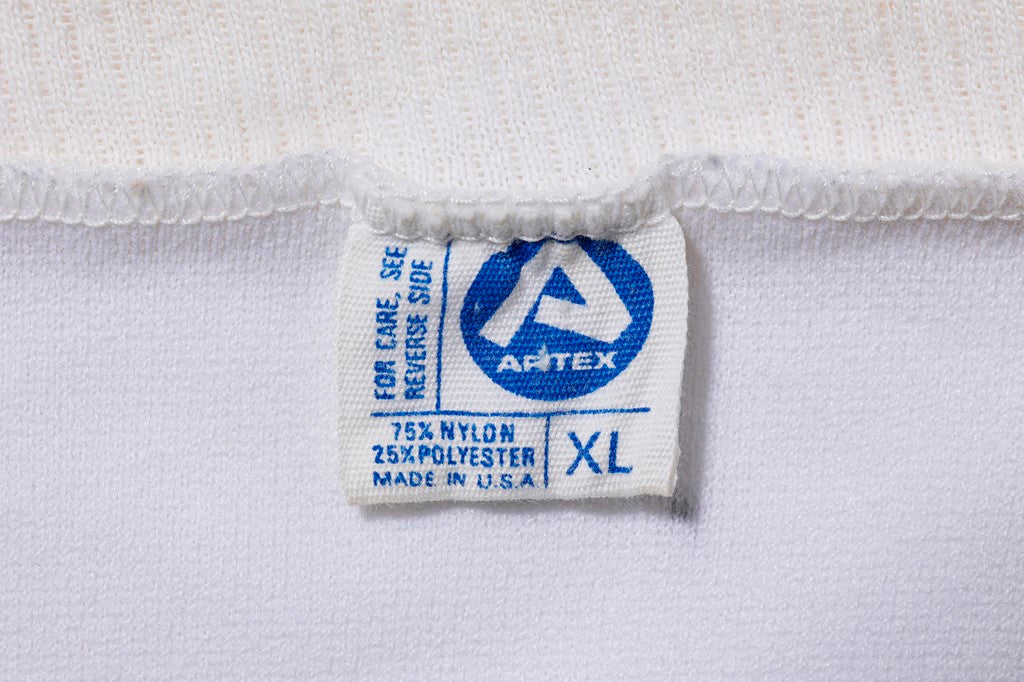 FOR CARE, SEE
REVERSE SIDE
ARTEX
75% NYLON
25% POLYESTER
MADE IN U.S.A
XL